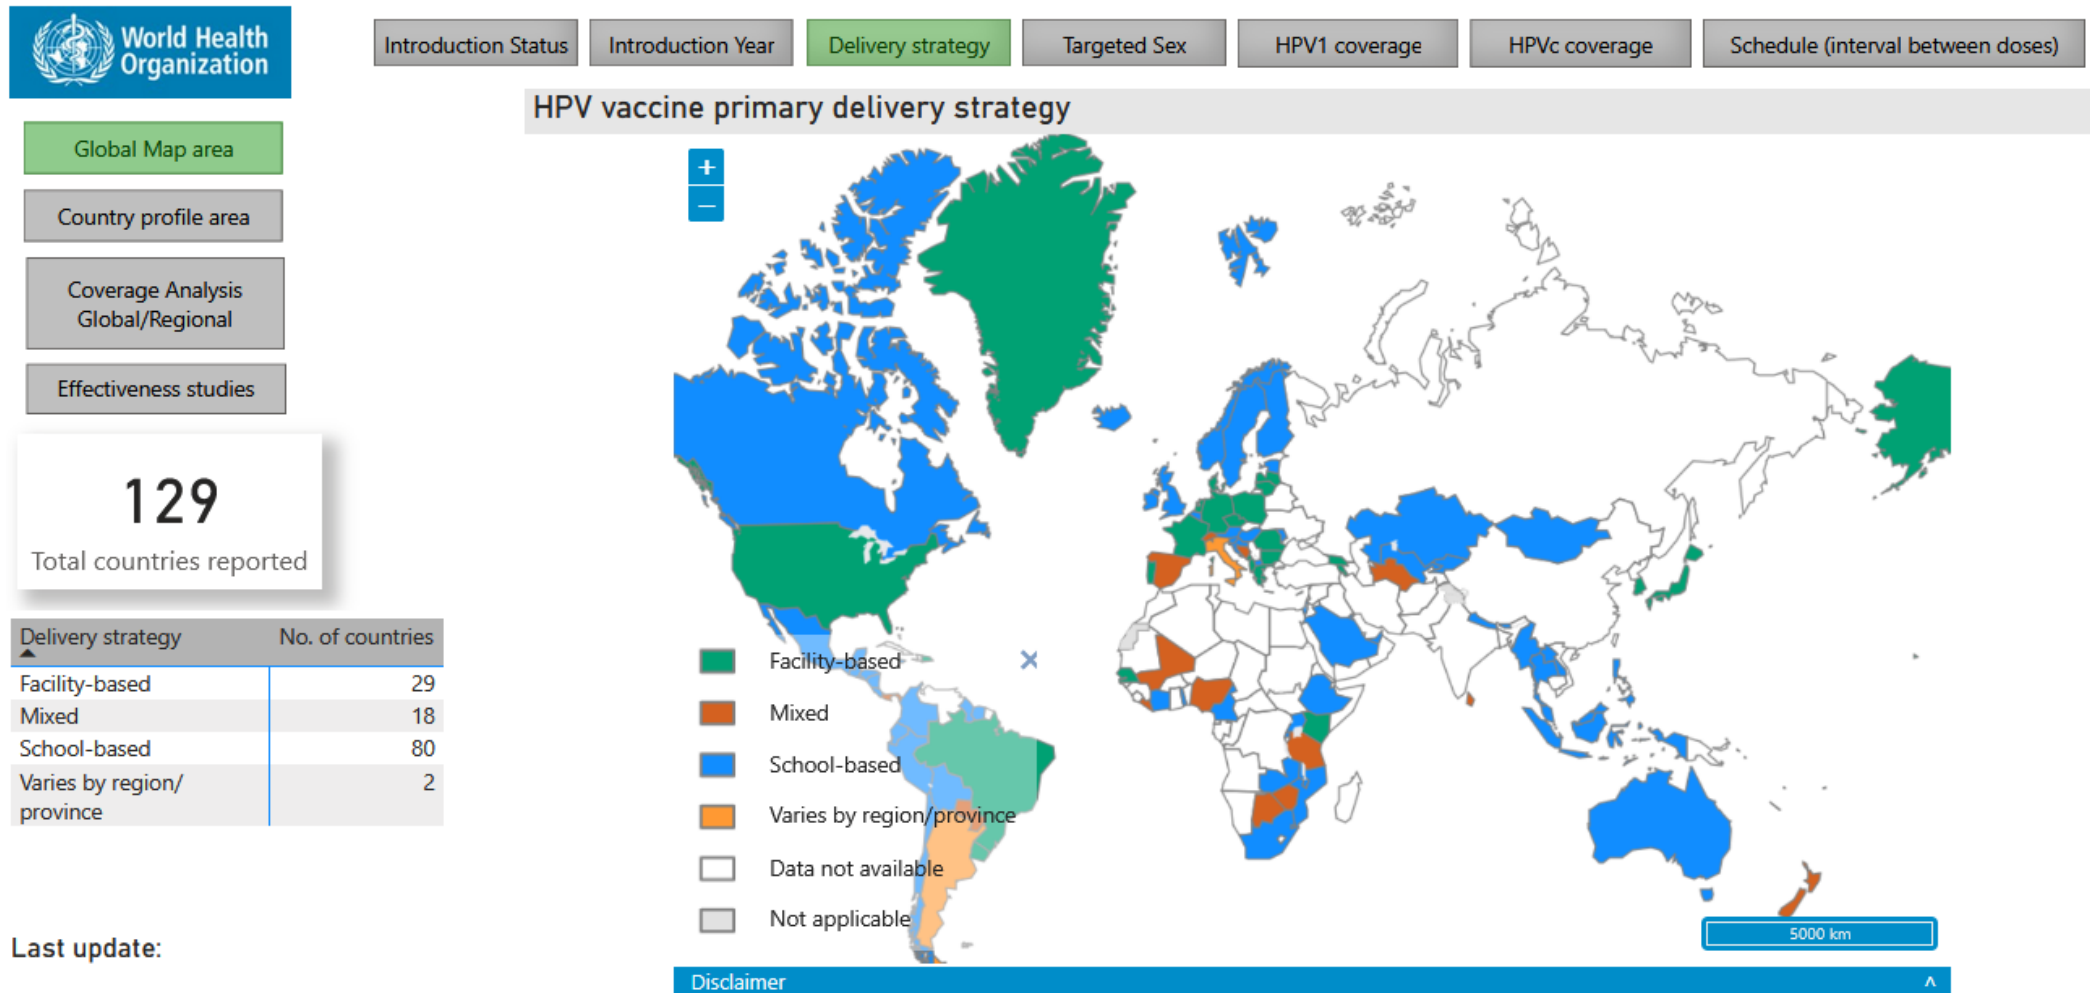 World Health
Organization
Introduction Status
Introduction Year
Delivery strategy
Targeted Sex
HPV1 coverage
HPVc coverage
Schedule (interval between doses)
HPV vaccine primary delivery strategy
Global Map area
Country profile area
Coverage Analysis
Global/Regional
Effectiveness studies
129
Total countries reported
Delivery strategy No. of countries
Facility-based 29
Mixed 18
School-based 80
Varies by region/ 2
province
Last update:
+
−
Facility-based
Mixed
School-based
Varies by region/province
Data not available
Not applicable
5000 km
Disclaimer